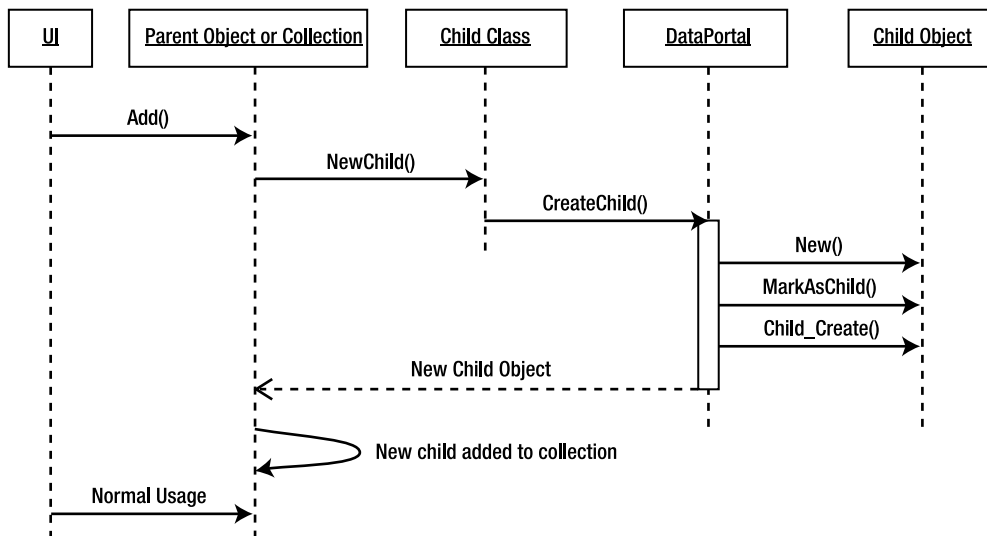 UI
Parent Object or Collection
Child Class
DataPortal
Child Object
Add()
NewChild()
CreateChild()
New()
MarkAsChild()
Child_Create()
New Child Object
New child added to collection
Normal Usage